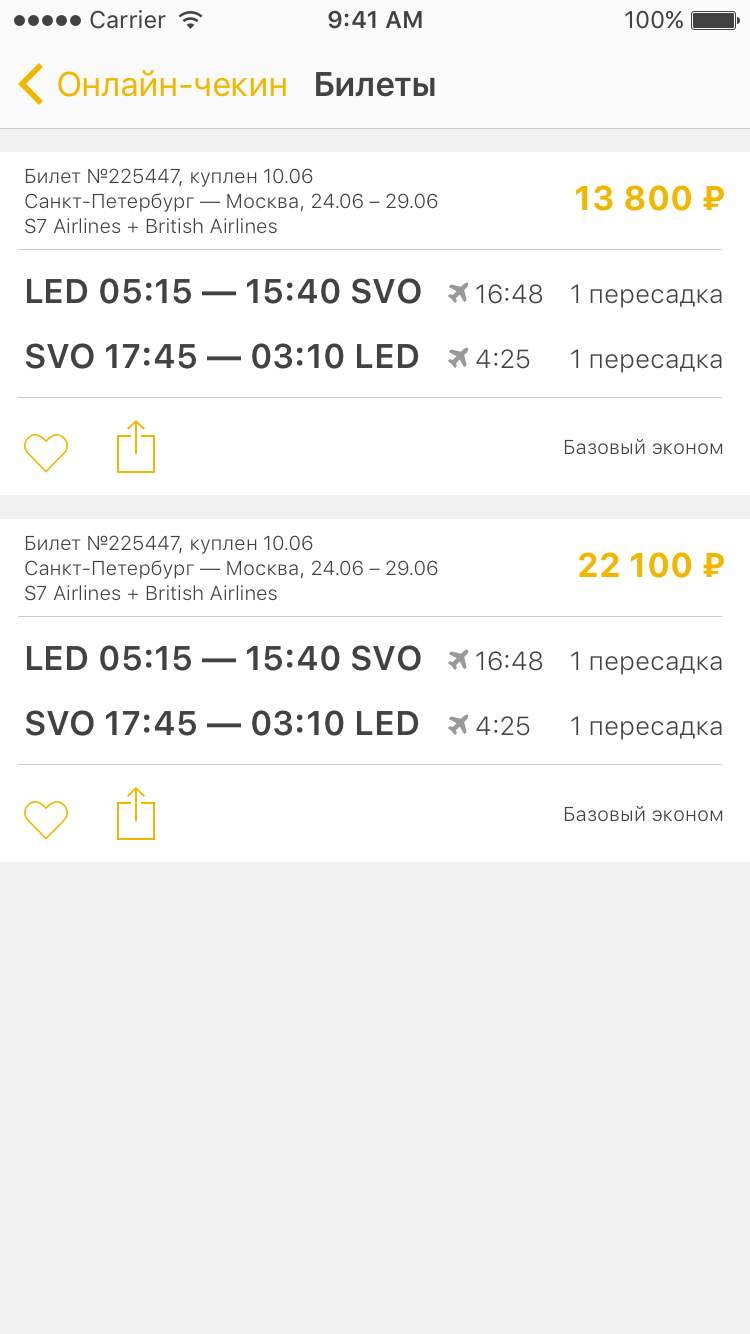 Carrier 9:41 AM 100%
Онлайн-чекин Билеты
Билет №225447, куплен 10.06
Санкт-Петербург — Москва, 24.06 – 29.06
S7 Airlines + British Airlines
13 800 ₽
LED 05:15 — 15:40 SVO 16:48 1 пересадка
SVO 17:45 — 03:10 LED 4:25 1 пересадка
Базовый эконом
Билет №225447, куплен 10.06
Санкт-Петербург — Москва, 24.06 – 29.06
S7 Airlines + British Airlines
22 100 ₽
LED 05:15 — 15:40 SVO 16:48 1 пересадка
SVO 17:45 — 03:10 LED 4:25 1 пересадка
Базовый эконом